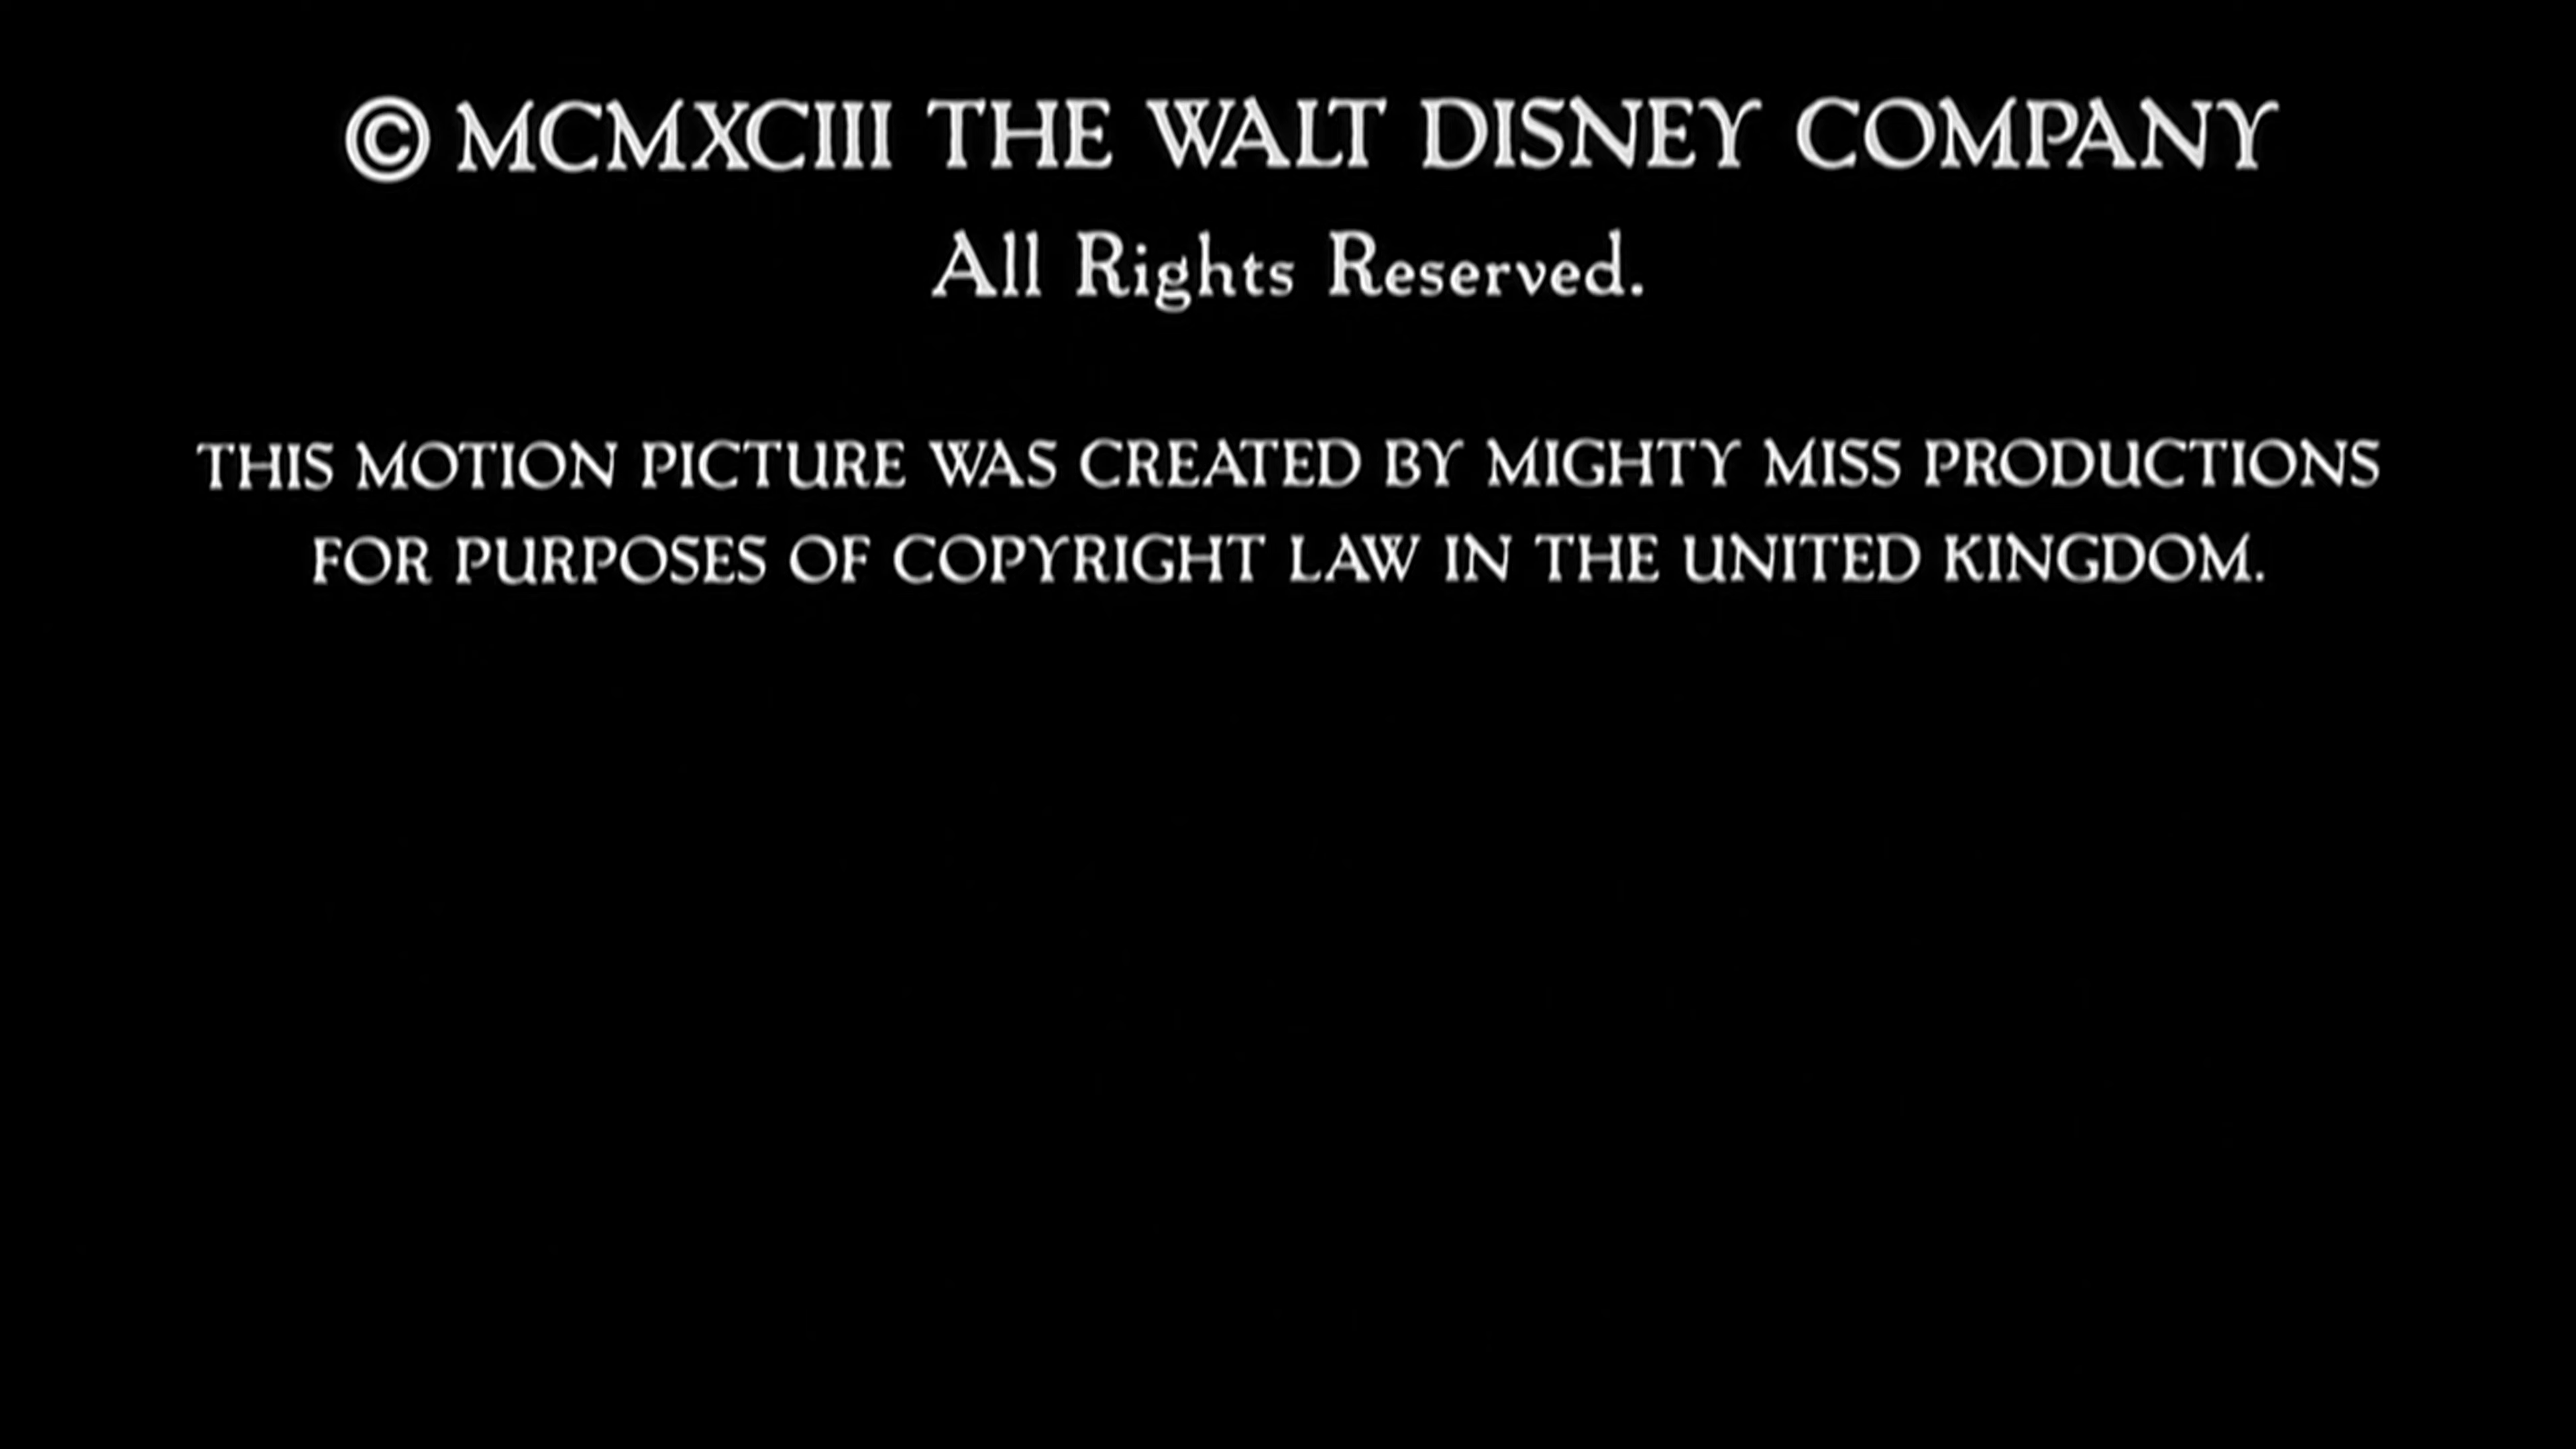 © MCMXCIII THE WALT DISNEY COMPANY
All Rights Reserved.
THIS MOTION PICTURE WAS CREATED BY MIGHTY MISS PRODUCTIONS
FOR PURPOSES OF COPYRIGHT LAW IN THE UNITED KINGDOM.